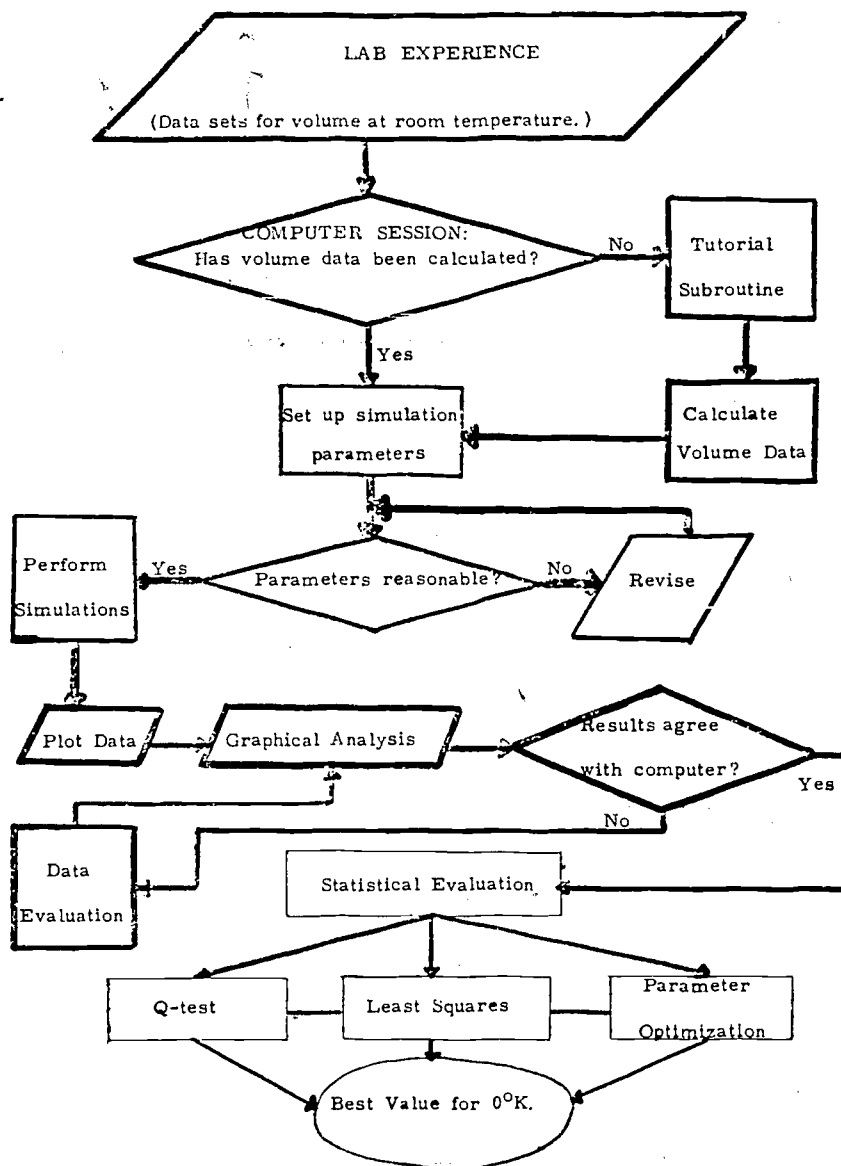 LAB EXPERIENCE
(Data sets for volume at room temperature.)
COMPUTER SESSION:
Has volume data been calculated?
No
Tutorial
Subroutine
Yes
Set up simulation
parameters
Calculate
Volume Data
Perform
Simulations
Yes
Parameters reasonable?
No
Revise
Plot Data
Graphical Analysis
Results agree
with computer?
Yes
No
Data
Evaluation
Statistical Evaluation
Q-test
Least Squares
Parameter
Optimization
Best Value for 0°K.